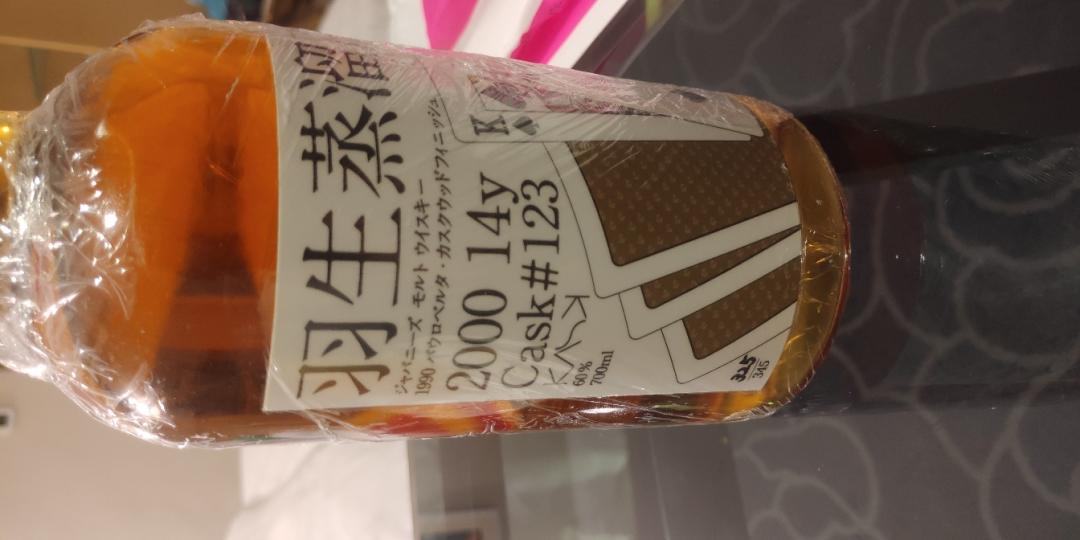 羽生蒸溜
ジャパニーズ モルト ウイスキー
1990 パウロベルタ・カスクウッドフィニッシュ
2000 14y
Cask#123
60%
700ml
K
325
345